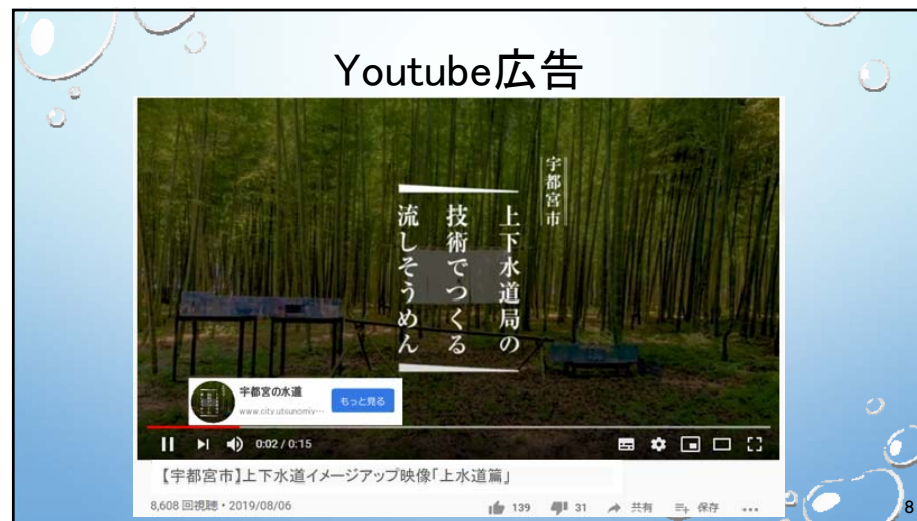 Youtube広告
宇都宮市
上下水道局の
技術でつくる
流しそうめん
宇都宮の水道
www.city.utsunomiy…
もっと見る
0:02 / 0:15
【宇都宮市】上下水道イメージアップ映像「上水道篇」
8,608 回視聴・2019/08/06
139
31
共有
保存
8